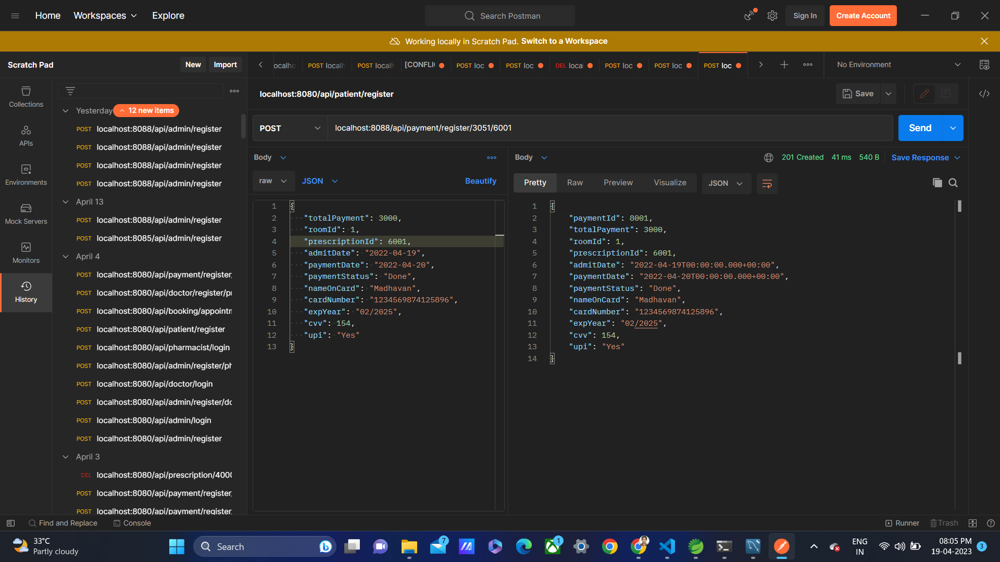 Home
Workspaces
Explore
Search Postman
Sign In
Create Account
Working locally in Scratch Pad. Switch to a Workspace
Scratch Pad
New
Import
ocalho
POST localh
POST localh
[CONFLI
POST loc
POST loc
DEL local
POST loc
POST loc
POST loc
No Environment
Collections
APIs
Environments
Mock Servers
Monitors
History
Yesterday
12 new items
POST localhost:8088/api/admin/register
POST localhost:8088/api/admin/register
POST localhost:8088/api/admin/register
POST localhost:8088/api/admin/register
April 13
POST localhost:8088/api/admin/register
POST localhost:8085/api/admin/register
April 4
POST localhost:8080/api/payment/register
POST localhost:8080/api/doctor/register/pr
POST localhost:8080/api/booking/appointn
POST localhost:8080/api/patient/register
POST localhost:8080/api/pharmacist/login
POST localhost:8080/api/admin/register/ph
POST localhost:8080/api/doctor/login
POST localhost:8080/api/admin/register/do
POST localhost:8080/api/admin/login
POST localhost:8080/api/admin/register
April 3
DEL localhost:8080/api/prescription/400
POST localhost:8080/api/payment/register
POST localhost:8080/api/payment/register
localhost:8080/api/patient/register
Save
POST
localhost:8088/api/payment/register/3051/6001
Send
Body
raw
JSON
Beautify
1 {
2 "totalPayment": 3000,
3 "roomId": 1,
4 "prescriptionId": 6001,
5 "admitDate": "2022-04-19",
6 "paymentDate": "2022-04-20",
7 "paymentStatus": "Done",
8 "nameOnCard": "Madhavan",
9 "cardNumber": "1234569874125896",
10 "expYear": "02/2025",
11 "cvv": 154,
12 "upi": "Yes"
13 }
Body
201 Created
41 ms
540 B
Save Response
Pretty
Raw
Preview
Visualize
JSON
1 {
2 "paymentId": 8001,
3 "totalPayment": 3000,
4 "roomId": 1,
5 "prescriptionId": 6001,
6 "admitDate": "2022-04-19T00:00:00.000+00:00",
7 "paymentDate": "2022-04-20T00:00:00.000+00:00",
8 "paymentStatus": "Done",
9 "nameOnCard": "Madhavan",
10 "cardNumber": "1234569874125896",
11 "expYear": "02/2025",
12 "cvv": 154,
13 "upi": "Yes"
14 }
Find and Replace
Console
Runner
Trash
33°C
Partly cloudy
Search
7
1
ENG
IN
08:05 PM
19-04-2023
3